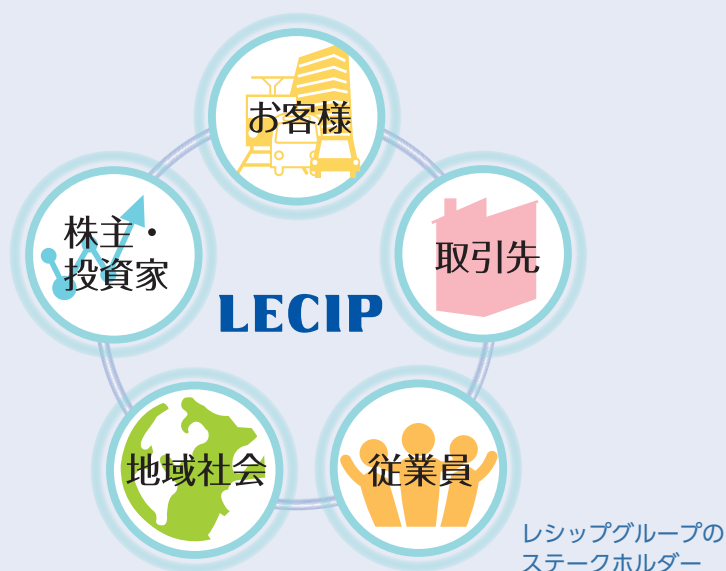 お客様
株主・
投資家
取引先
LECIP
地域社会
従業員
レシップグループの
ステークホルダー